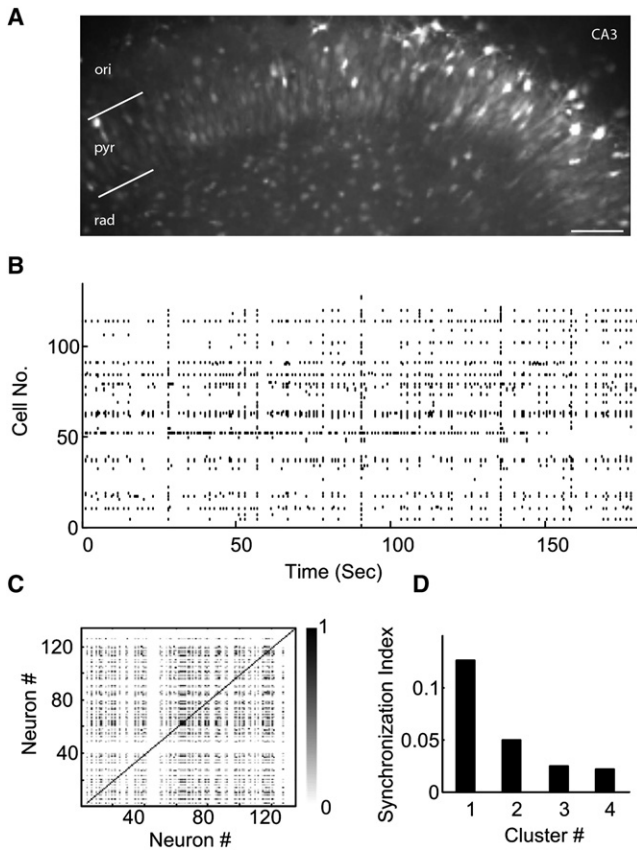 A
CA3
ori
pyr
rad
B
Cell No.
100
50
0
0 50 100 150
Time (Sec)
C
D
Neuron #
120
80
40
40 80 120
Neuron #
1
0
Synchronization Index
0.1
0.05
0
1 2 3 4
Cluster #